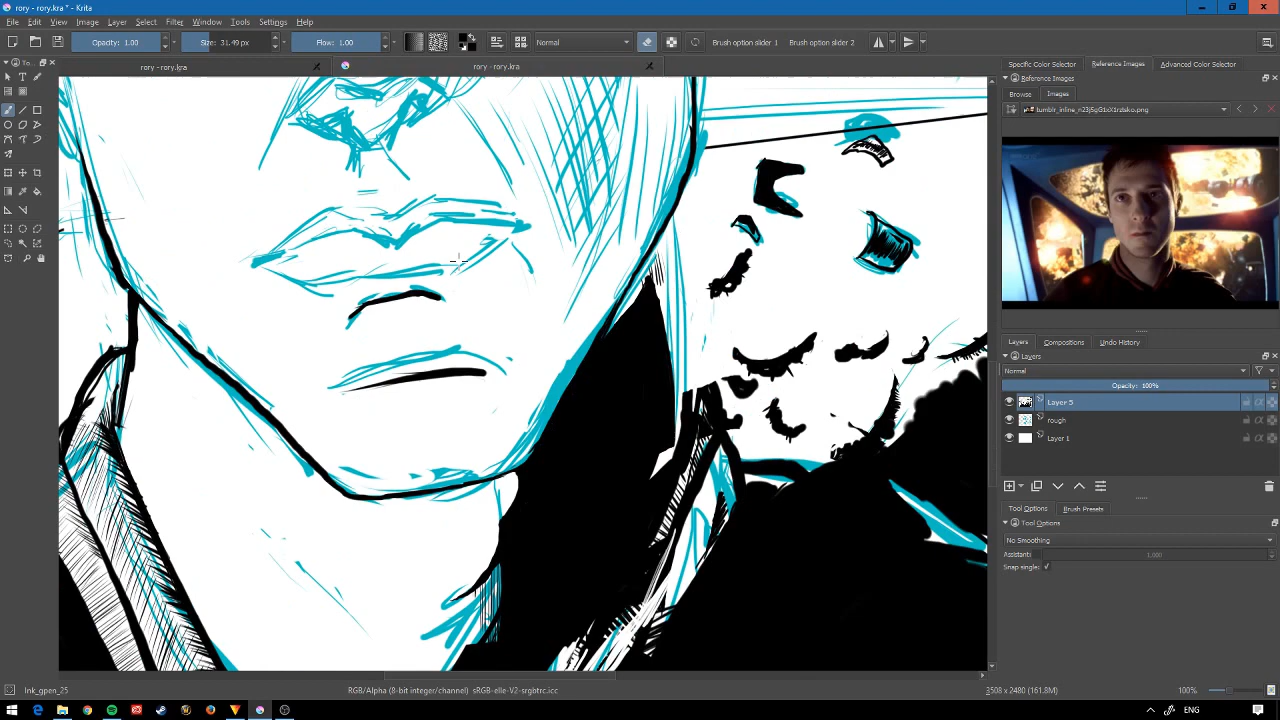 rory - rory.kra * - Krita
File Edit View Image Layer Select Filter Window Tools Settings Help
Opacity: 1.00 Size: 31.49 px Flow: 1.00 Normal Brush option slider 1 Brush option slider 2
To... rory - rory.kra rory - rory.kra
Specific Color Selector Reference Images Advanced Color Selector
Reference Images
Browse Images
Layers Compositions Undo History
Layers
Normal
Opacity: 100%
Layer 5
rough
Layer 1
Tool Options Brush Presets
Tool Options
No Smoothing
Assistant: 1.000
Snap single:
Ink_gpen_25 RGB/Alpha (8-bit integer/channel) sRGB-elle-V2-srgbtrc.icc 3508 x 2480 (161.8M) 100%
ENG